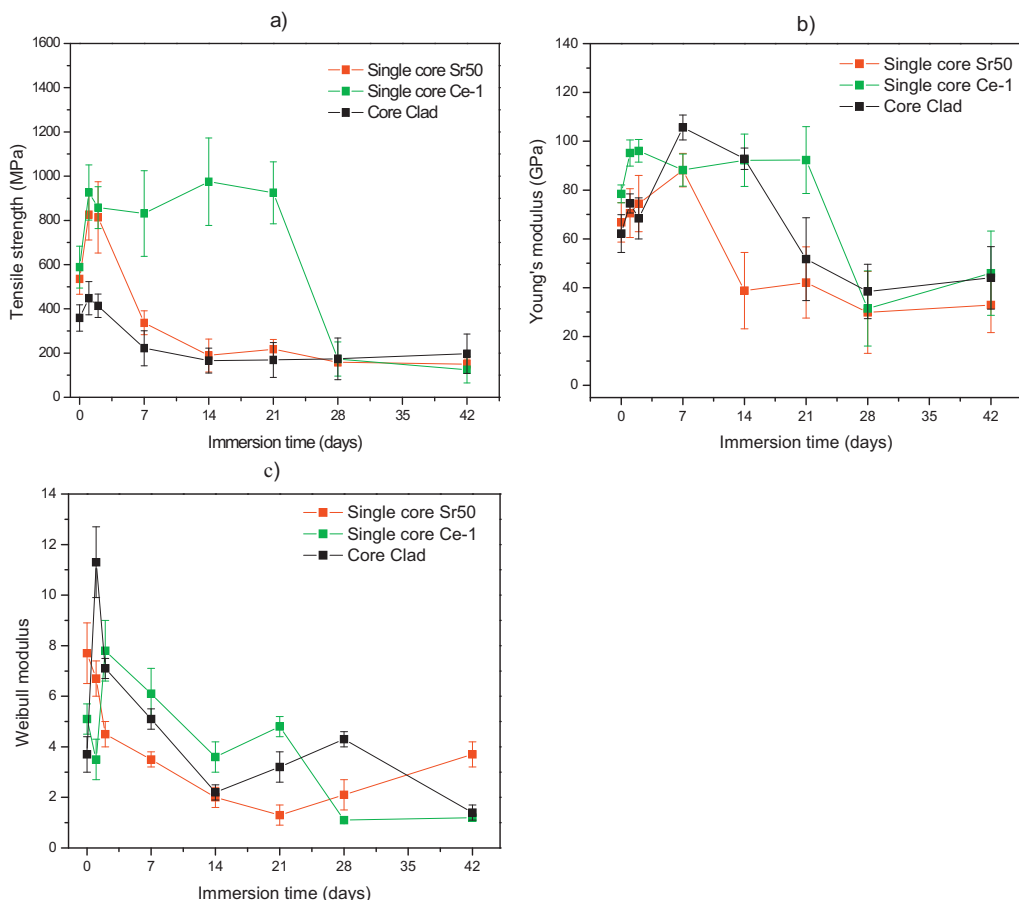 a)
1600
1400
1200
1000
800
600
400
200
0
Tensile strength (MPa)
Single core Sr50
Single core Ce-1
Core Clad
0 7 14 21 28 35 42
Immersion time (days)
b)
140
120
100
80
60
40
20
0
Young's modulus (GPa)
Single core Sr50
Single core Ce-1
Core Clad
0 7 14 21 28 35 42
Immersion time (days)
c)
14
12
10
8
6
4
2
0
Weibull modulus
Single core Sr50
Single core Ce-1
Core Clad
0 7 14 21 28 35 42
Immersion time (days)